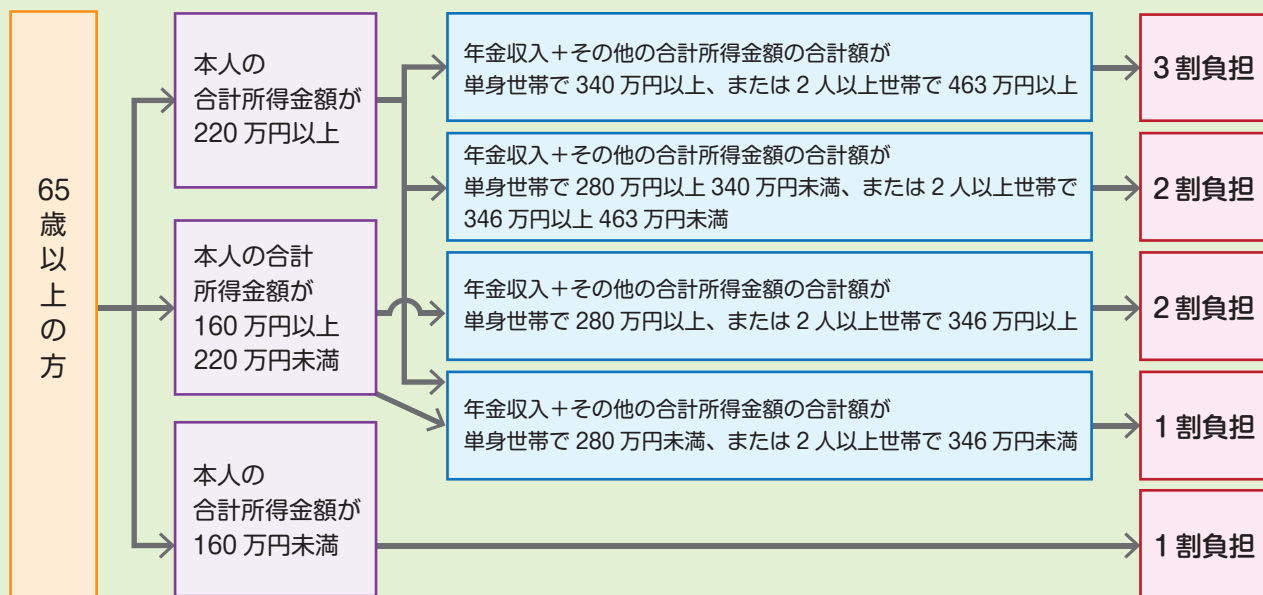 65歳以上の方
本人の
合計所得金額が
220 万円以上
年金収入＋その他の合計所得金額の合計額が
単身世帯で 340 万円以上、または 2 人以上世帯で 463 万円以上
3 割負担
年金収入＋その他の合計所得金額の合計額が
単身世帯で 280 万円以上 340 万円未満、または 2 人以上世帯で
346 万円以上 463 万円未満
2 割負担
本人の合計
所得金額が
160 万円以上
220 万円未満
年金収入＋その他の合計所得金額の合計額が
単身世帯で 280 万円以上、または 2 人以上世帯で 346 万円以上
2 割負担
年金収入＋その他の合計所得金額の合計額が
単身世帯で 280 万円未満、または 2 人以上世帯で 346 万円未満
1 割負担
本人の
合計所得金額が
160 万円未満
1 割負担